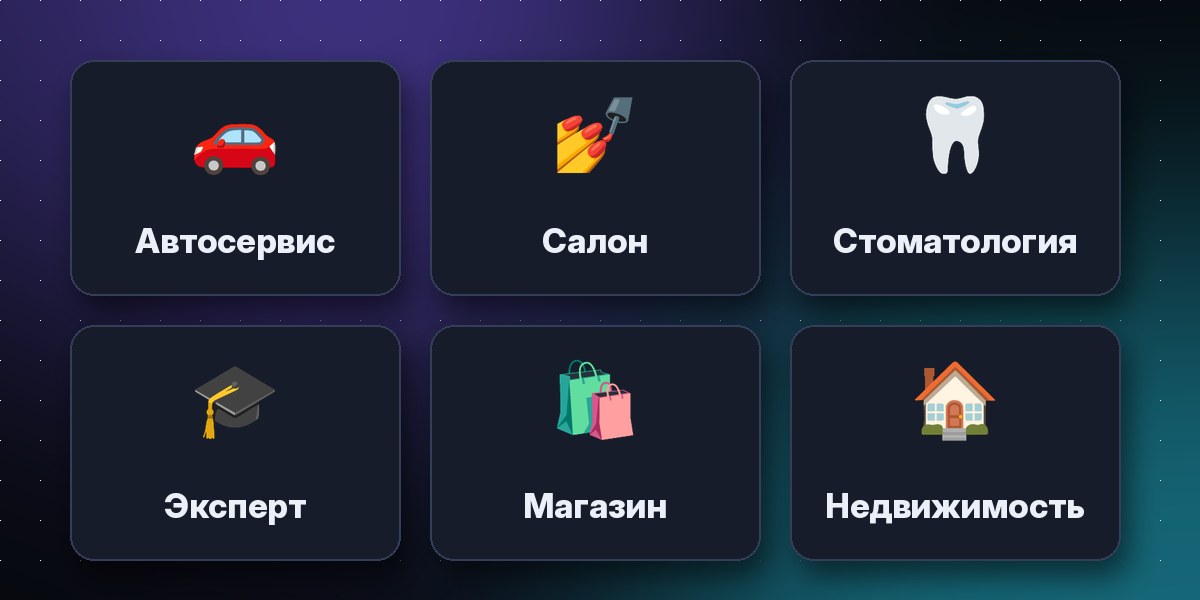 Автосервис
Салон
Стоматология
Эксперт
Магазин
Недвижимость